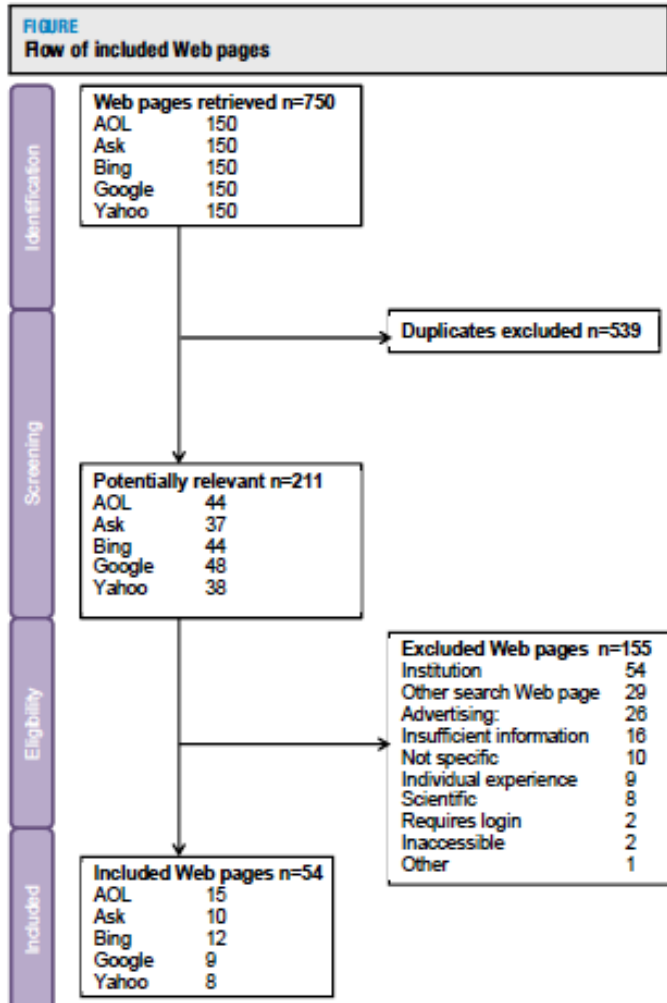 FIGURE
Flow of included Web pages
Identification
Web pages retrieved n=750
AOL 150
Ask 150
Bing 150
Google 150
Yahoo 150
Screening
Duplicates excluded n=539
Potentially relevant n=211
AOL 44
Ask 37
Bing 44
Google 48
Yahoo 38
Eligibility
Excluded Web pages n=155
Institution 54
Other search Web page 29
Advertising: 26
Insufficient information 16
Not specific 10
Individual experience 9
Scientific 8
Requires login 2
Inaccessible 2
Other 1
Included
Included Web pages n=54
AOL 15
Ask 10
Bing 12
Google 9
Yahoo 8